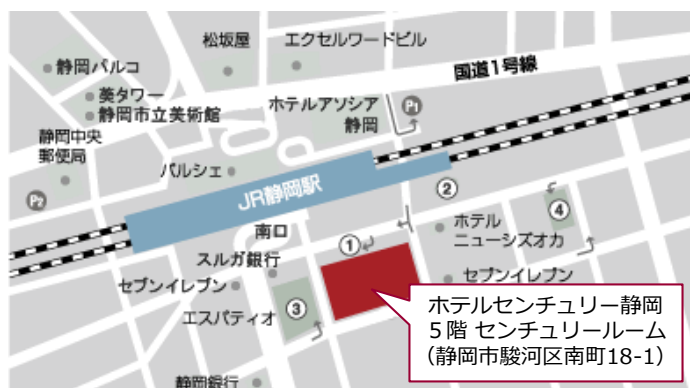 松坂屋
エクセルワードビル
静岡パルコ
国道1号線
葵タワー
静岡市立美術館
ホテルアソシア
静岡
P1
静岡中央
郵便局
パルシェ
P2
JR静岡駅
②
④
南口
①
ホテル
ニューシズオカ
スルガ銀行
セブンイレブン
セブンイレブン
③
エスパティオ
ホテルセンチュリー静岡
5階 センチュリールーム
(静岡市駿河区南町18-1)
静岡銀行